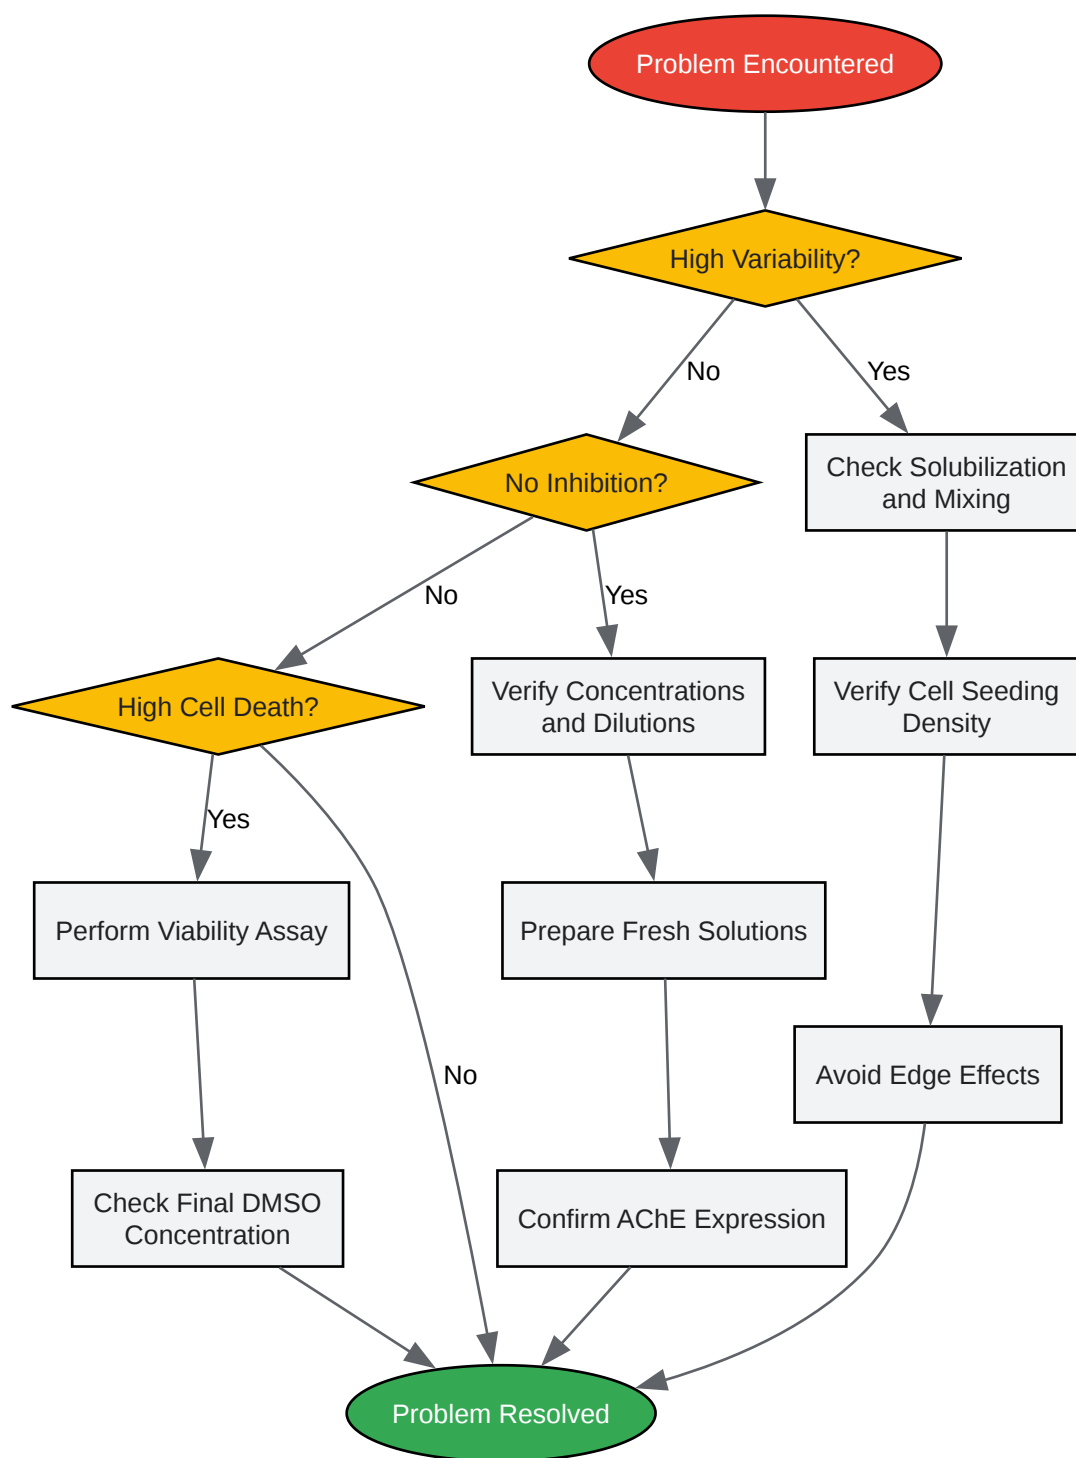 Problem Encountered
High Variability?
No
Yes
No Inhibition?
Check Solubilization
and Mixing
No
Yes
High Cell Death?
Verify Concentrations
and Dilutions
Verify Cell Seeding
Density
Yes
Perform Viability Assay
Prepare Fresh Solutions
No
Avoid Edge Effects
Check Final DMSO
Concentration
Confirm AChE Expression
Problem Resolved